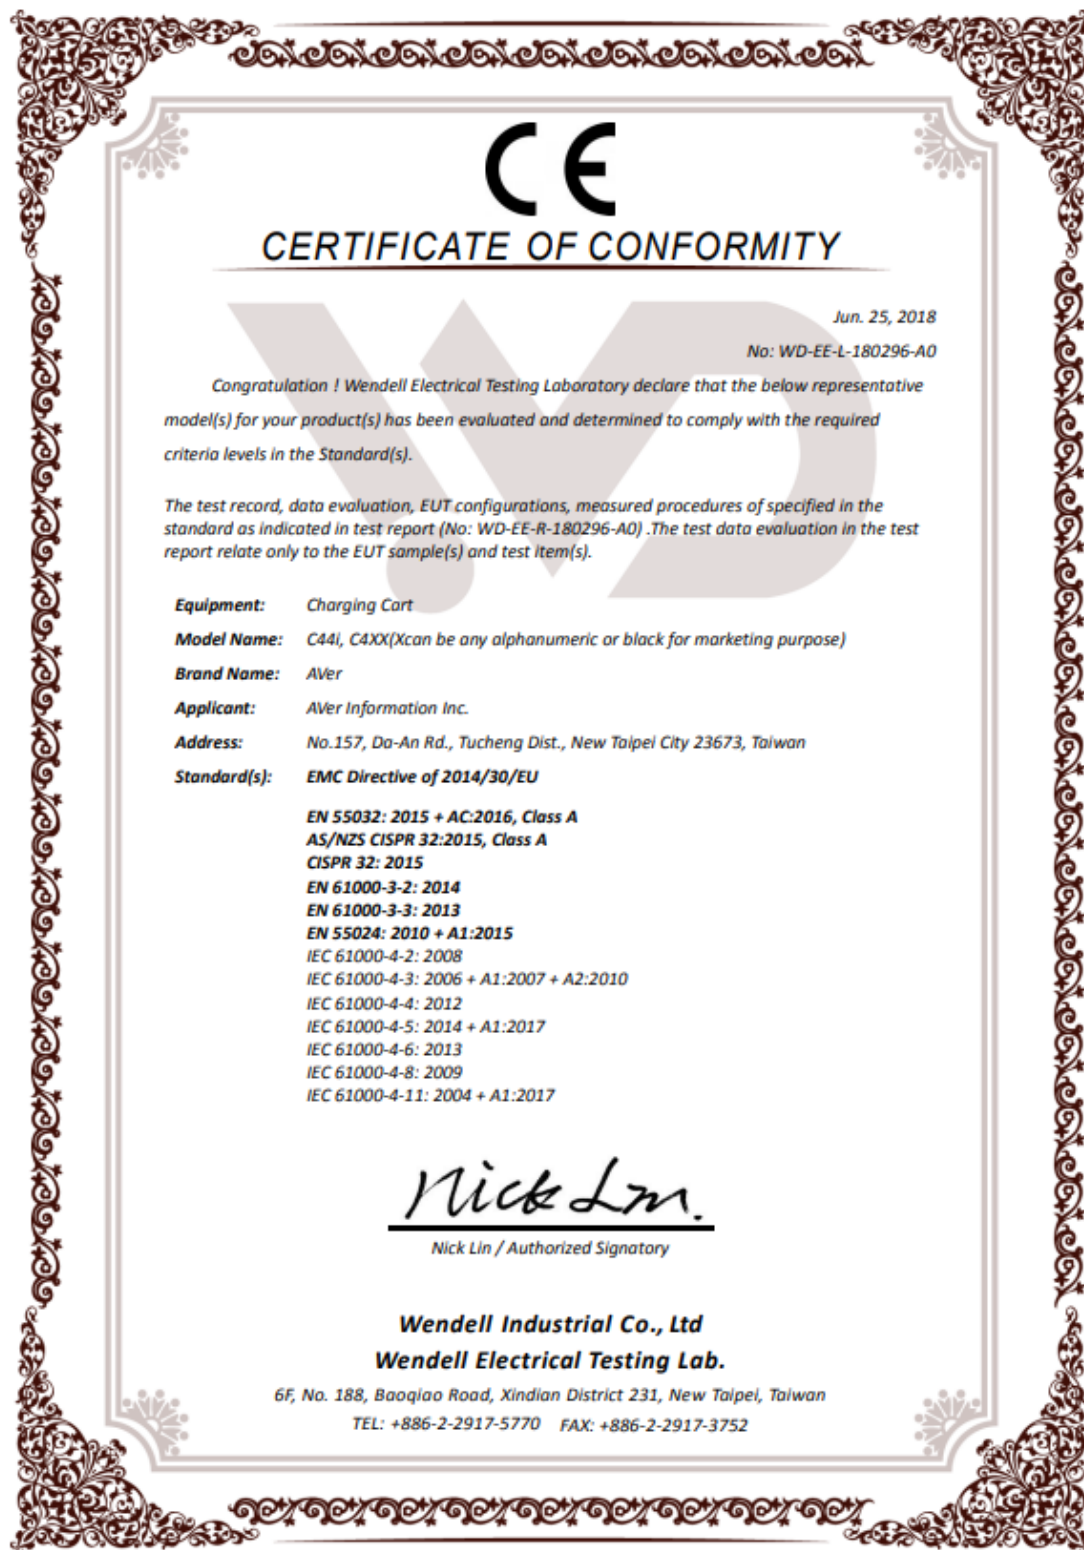 CE
CERTIFICATE OF CONFORMITY
Jun. 25, 2018
No: WD-EE-L-180296-A0
Congratulation ! Wendell Electrical Testing Laboratory declare that the below representative
model(s) for your product(s) has been evaluated and determined to comply with the required
criteria levels in the Standard(s).
The test record, data evaluation, EUT configurations, measured procedures of specified in the
standard as indicated in test report (No: WD-EE-R-180296-A0) .The test data evaluation in the test
report relate only to the EUT sample(s) and test item(s).
Equipment: Charging Cart
Model Name: C44i, C4XX(Xcan be any alphanumeric or black for marketing purpose)
Brand Name: AVer
Applicant: AVer Information Inc.
Address: No.157, Da-An Rd., Tucheng Dist., New Taipei City 23673, Taiwan
Standard(s): EMC Directive of 2014/30/EU
EN 55032: 2015 + AC:2016, Class A
AS/NZS CISPR 32:2015, Class A
CISPR 32: 2015
EN 61000-3-2: 2014
EN 61000-3-3: 2013
EN 55024: 2010 + A1:2015
IEC 61000-4-2: 2008
IEC 61000-4-3: 2006 + A1:2007 + A2:2010
IEC 61000-4-4: 2012
IEC 61000-4-5: 2014 + A1:2017
IEC 61000-4-6: 2013
IEC 61000-4-8: 2009
IEC 61000-4-11: 2004 + A1:2017
Nick Lin.
Nick Lin / Authorized Signatory
Wendell Industrial Co., Ltd
Wendell Electrical Testing Lab.
6F, No. 188, Baoqiao Road, Xindian District 231, New Taipei, Taiwan
TEL: +886-2-2917-5770 FAX: +886-2-2917-3752